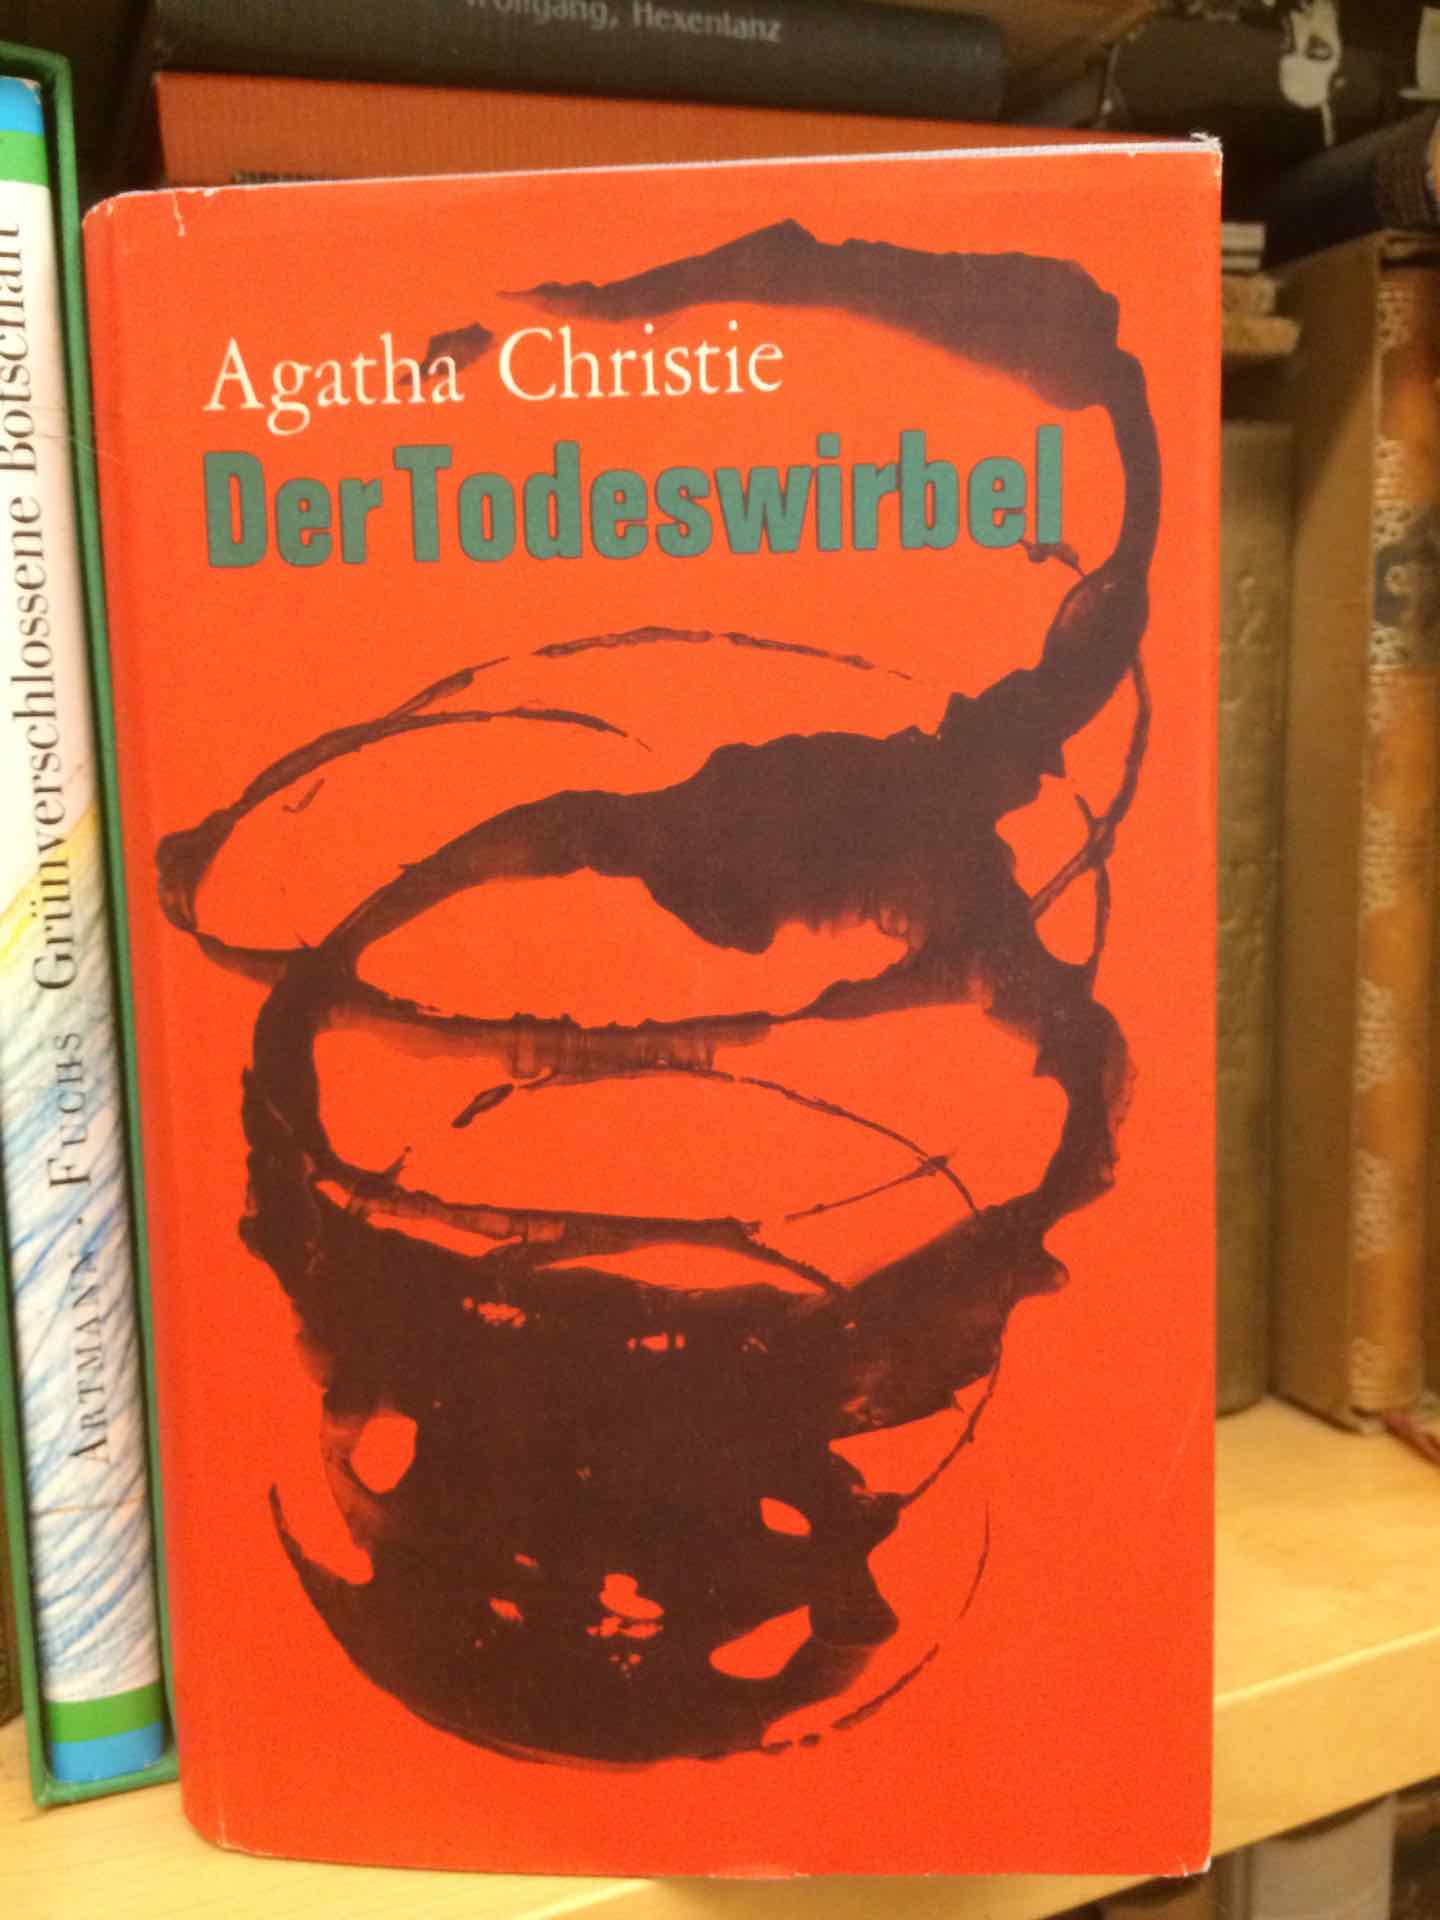 Wolfgang, Hexentanz
Agatha Christie
Der Todeswirbel
ARTMANN · FUCHS Grünverschlossene Botschaft